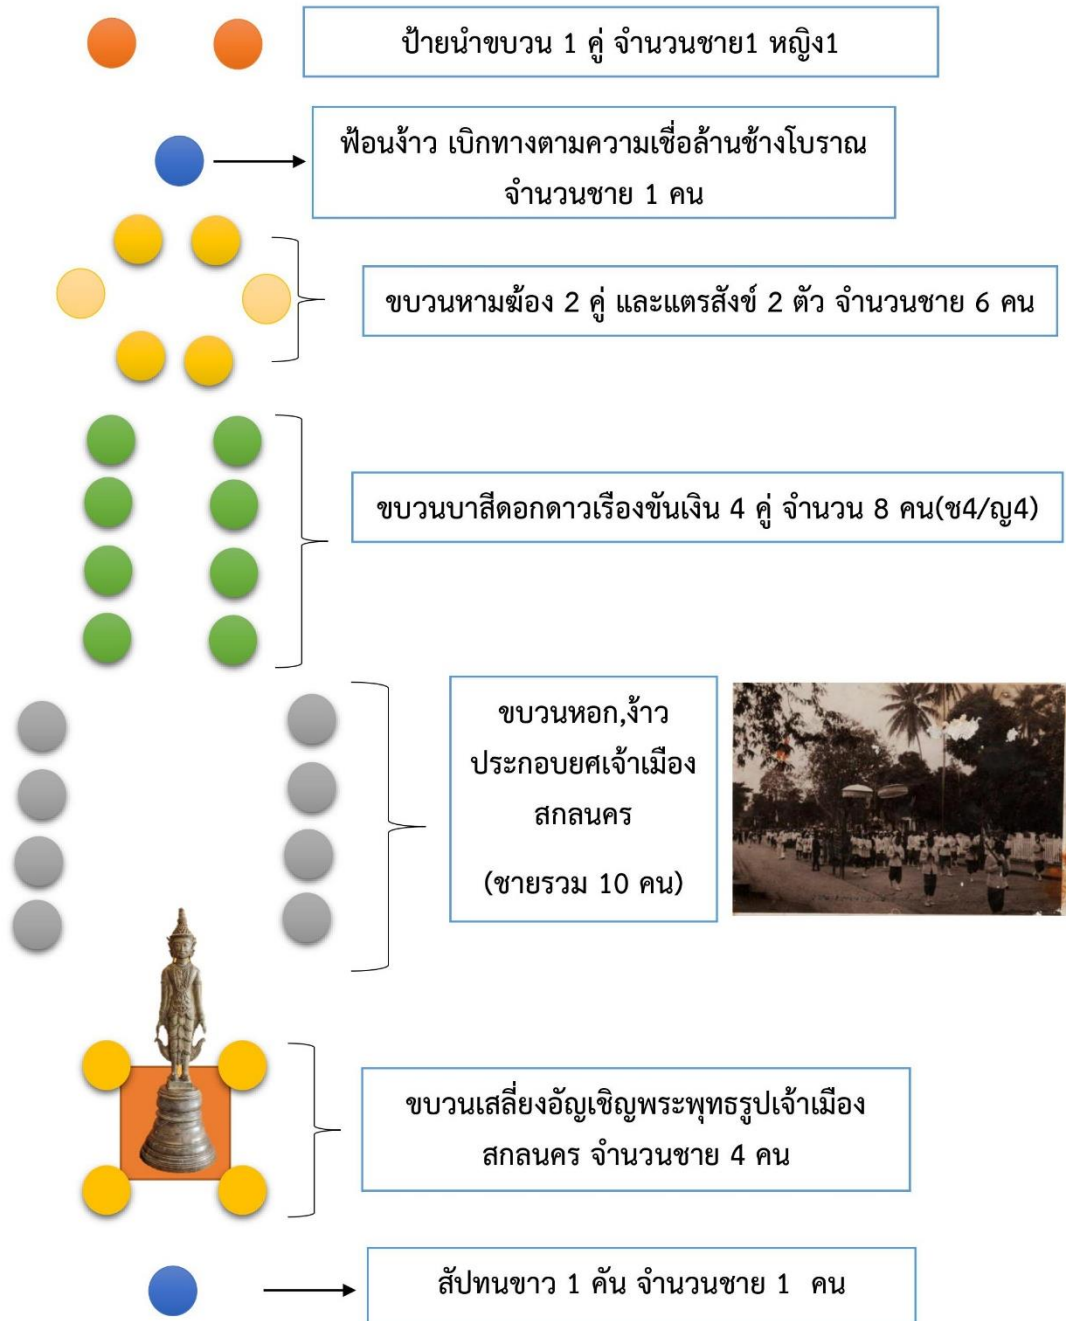 ป้ายนำขบวน 1 คู่ จำนวนชาย1 หญิง1
ฟ้อนง้าว เบิกทางตามความเชื่อล้านช้างโบราณ
จำนวนชาย 1 คน
ขบวนหามฆ้อง 2 คู่ และแตรสังข์ 2 ตัว จำนวนชาย 6 คน
ขบวนบาสีดอกดาวเรืองขันเงิน 4 คู่ จำนวน 8 คน(ช4/ญ4)
ขบวนหอก,ง้าว
ประกอบยศเจ้าเมือง
สกลนคร
(ชายรวม 10 คน)
ขบวนเสลี่ยงอัญเชิญพระพุทธรูปเจ้าเมือง
สกลนคร จำนวนชาย 4 คน
สัปทนขาว 1 คัน จำนวนชาย 1 คน